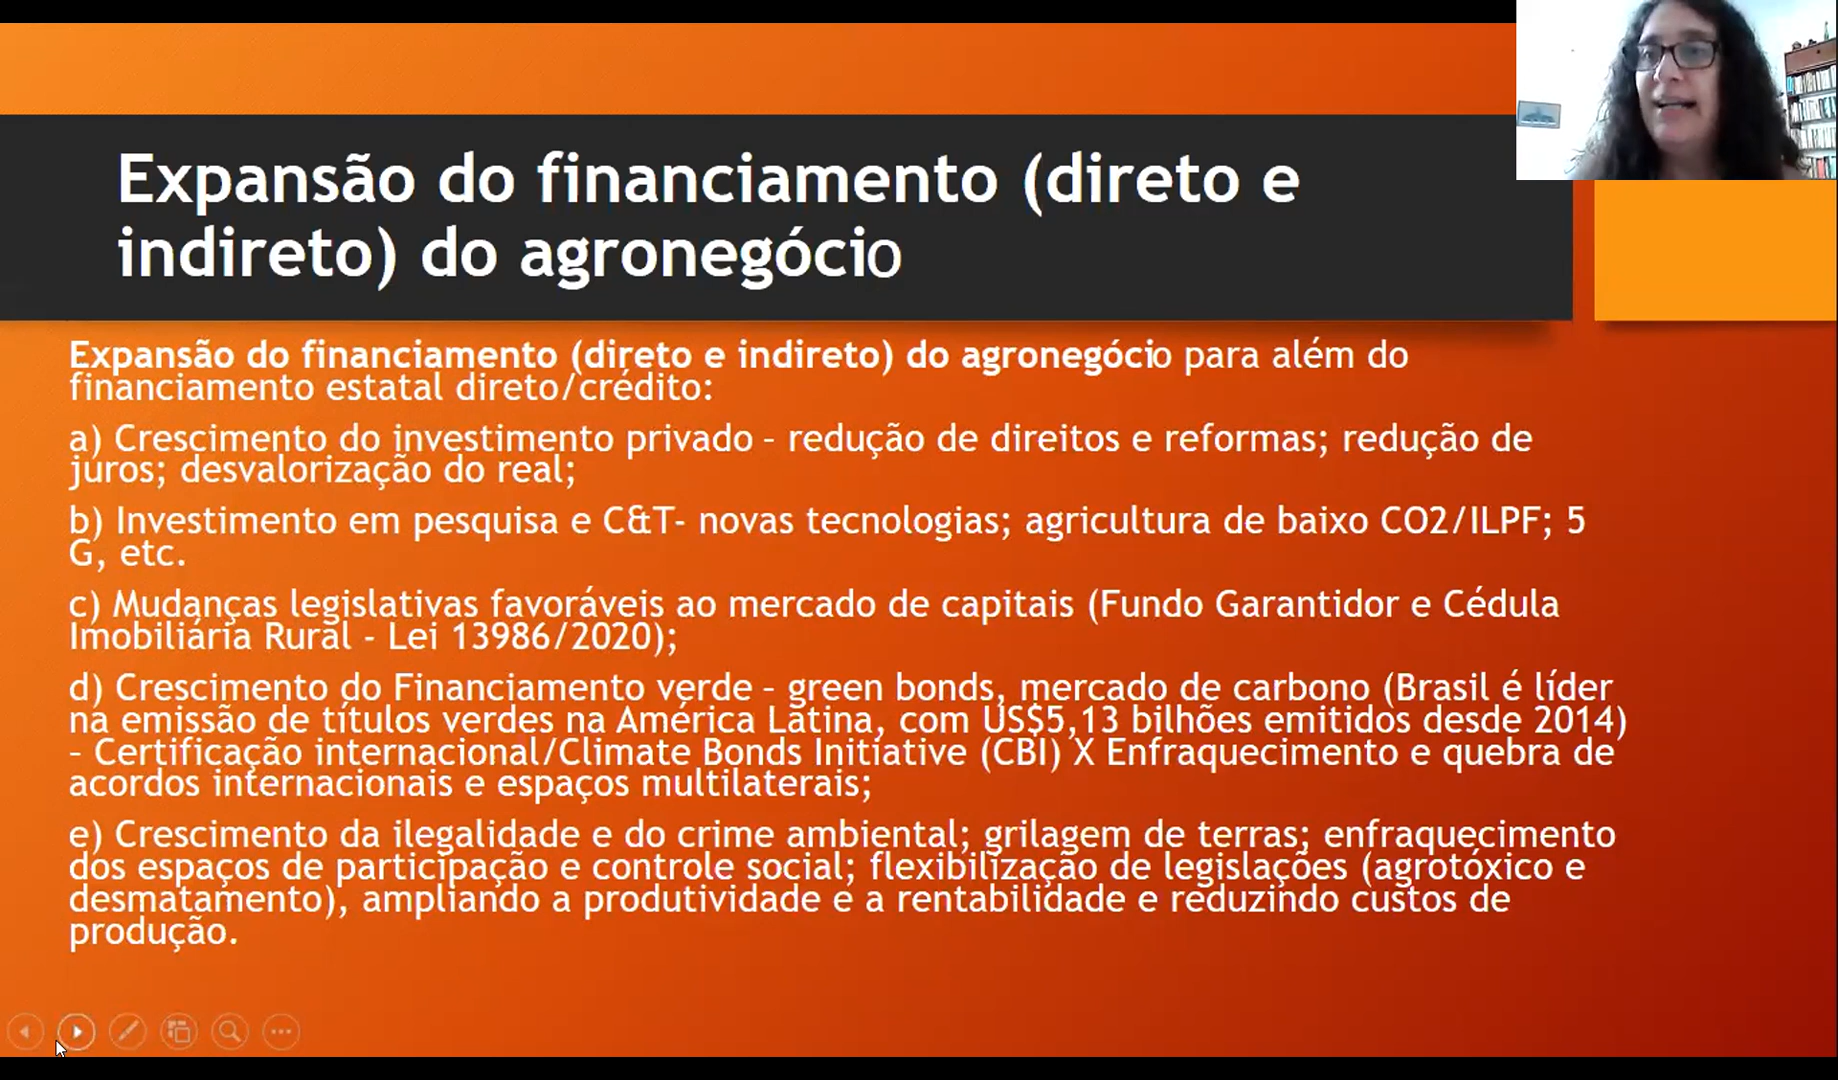 Expansão do financiamento (direto e
indireto) do agronegócio
Expansão do financiamento (direto e indireto) do agronegócio para além do
financiamento estatal direto/crédito:
a) Crescimento do investimento privado – redução de direitos e reformas; redução de
juros; desvalorização do real;
b) Investimento em pesquisa e C&T- novas tecnologias; agricultura de baixo CO2/ILPF; 5
G, etc.
c) Mudanças legislativas favoráveis ao mercado de capitais (Fundo Garantidor e Cédula
Imobiliária Rural - Lei 13986/2020);
d) Crescimento do Financiamento verde – green bonds, mercado de carbono (Brasil é líder
na emissão de títulos verdes na América Latina, com US$5,13 bilhões emitidos desde 2014)
– Certificação internacional/Climate Bonds Initiative (CBI) X Enfraquecimento e quebra de
acordos internacionais e espaços multilaterais;
e) Crescimento da ilegalidade e do crime ambiental; grilagem de terras; enfraquecimento
dos espaços de participação e controle social; flexibilização de legislações (agrotóxico e
desmatamento), ampliando a produtividade e a rentabilidade e reduzindo custos de
produção.